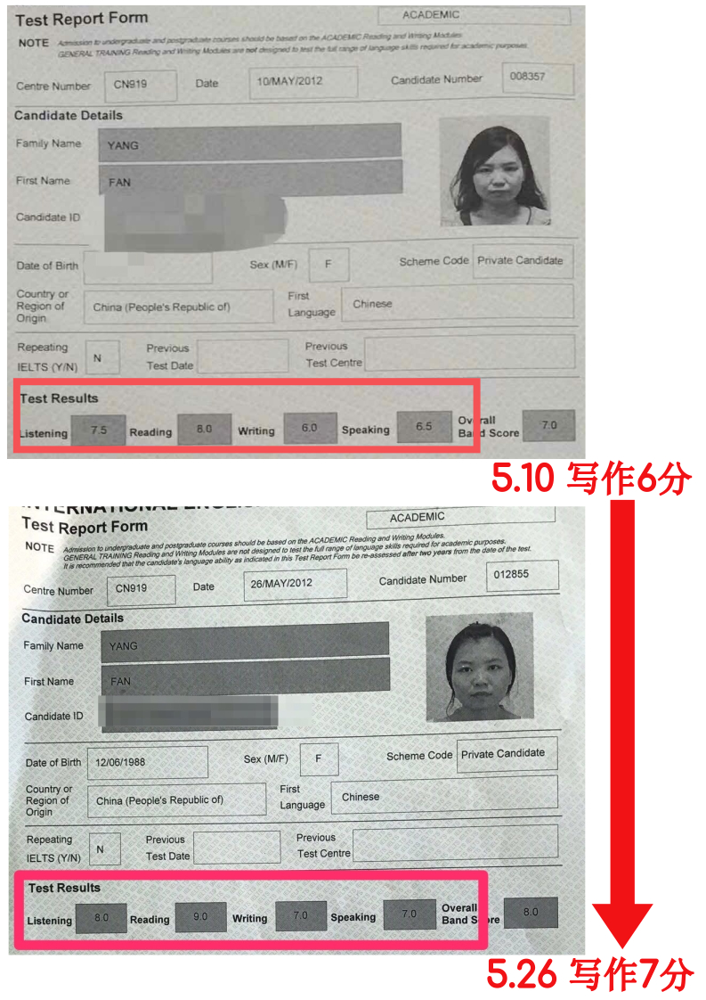 Test Report Form
ACADEMIC
NOTE Admission to undergraduate and postgraduate courses should be based on the ACADEMIC Reading and Writing Modules.
GENERAL TRAINING Reading and Writing Modules are not designed to test the full range of language skills required for academic purposes.
Centre Number CN919 Date 10/MAY/2012 Candidate Number 008357
Candidate Details
Family Name YANG
First Name FAN
Candidate ID
Date of Birth Sex (M/F) F Scheme Code Private Candidate
Country or
Region of
Origin
China (People's Republic of)
First
Language
Chinese
Repeating
IELTS (Y/N)
N
Previous
Test Date
Previous
Test Centre
Test Results
Listening 7.5 Reading 8.0 Writing 6.0 Speaking 6.5 Overall
Band Score
7.0
5.10 写作6分
INTERNATIONAL
Test Report Form
ACADEMIC
NOTE Admission to undergraduate and postgraduate courses should be based on the ACADEMIC Reading and Writing Modules.
GENERAL TRAINING Reading and Writing Modules are not designed to test the full range of language skills required for academic purposes.
It is recommended that the candidate's language ability as indicated in this Test Report Form be re-assessed after two years from the date of the test.
Centre Number CN919 Date 26/MAY/2012 Candidate Number 012855
Candidate Details
Family Name YANG
First Name FAN
Candidate ID
Date of Birth 12/06/1988 Sex (M/F) F Scheme Code Private Candidate
Country or
Region of
Origin
China (People's Republic of)
First
Language
Chinese
Repeating
IELTS (Y/N)
N
Previous
Test Date
Previous
Test Centre
Test Results
Listening 8.0 Reading 9.0 Writing 7.0 Speaking 7.0 Overall
Band Score
8.0
5.26 写作7分